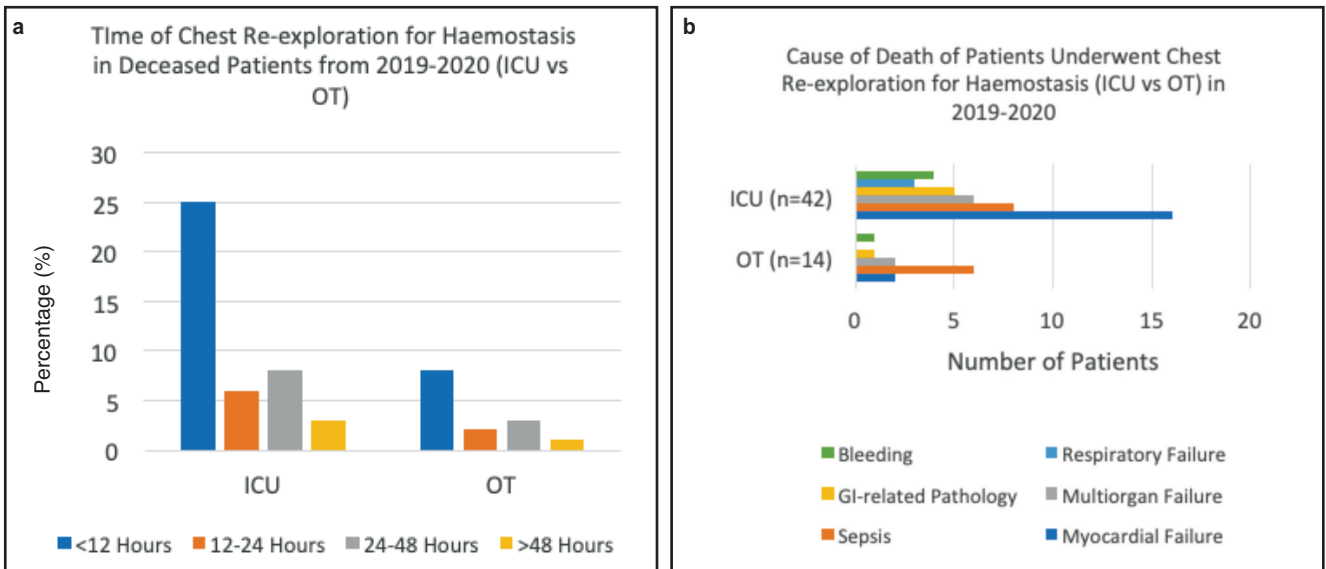 a
TIme of Chest Re-exploration for Haemostasis
in Deceased Patients from 2019-2020 (ICU vs
OT)
Percentage (%)
30
25
20
15
10
5
0
ICU
OT
<12 Hours
12-24 Hours
24-48 Hours
>48 Hours
b
Cause of Death of Patients Underwent Chest
Re-exploration for Haemostasis (ICU vs OT) in
2019-2020
ICU (n=42)
OT (n=14)
0 5 10 15 20
Number of Patients
Bleeding
Respiratory Failure
GI-related Pathology
Multiorgan Failure
Sepsis
Myocardial Failure